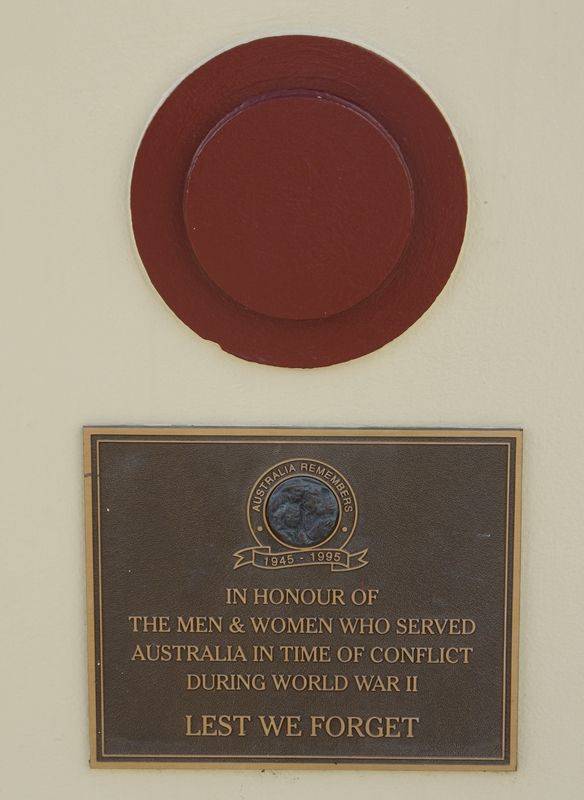 AUSTRALIA REMEMBERS
1945 - 1995
IN HONOUR OF
THE MEN & WOMEN WHO SERVED
AUSTRALIA IN TIME OF CONFLICT
DURING WORLD WAR II
LEST WE FORGET